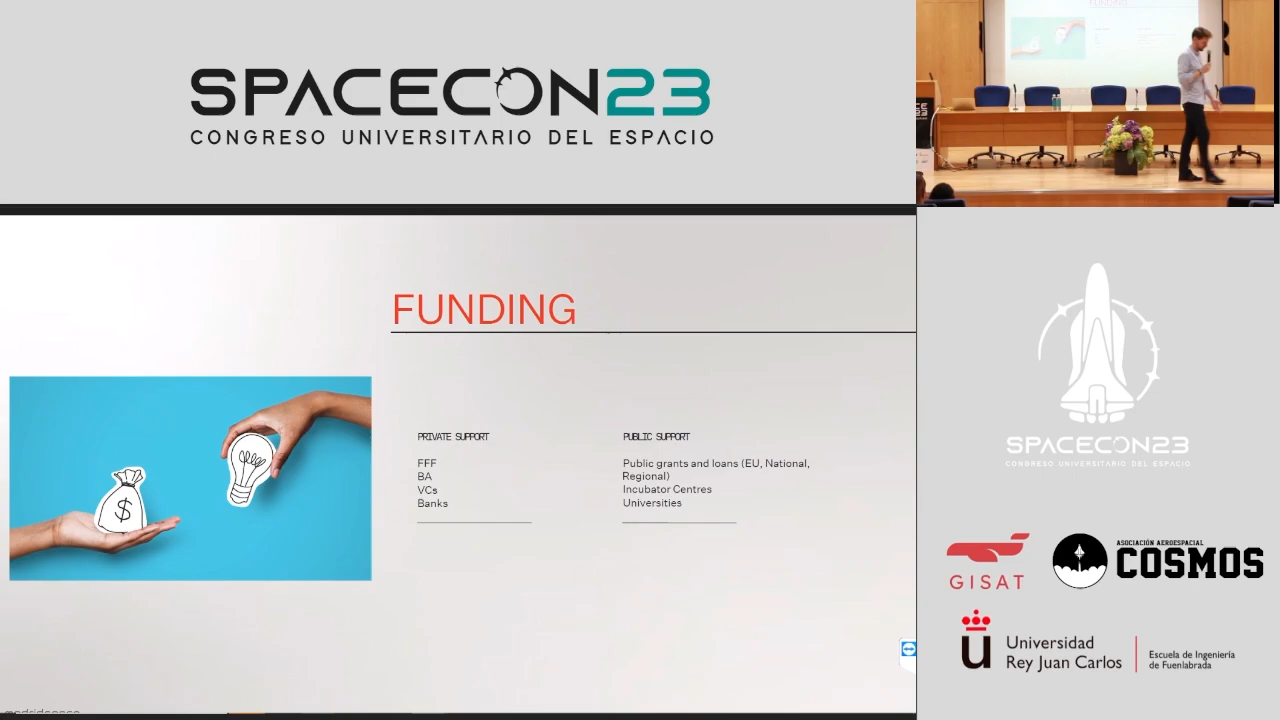 SPACECON23
CONGRESO UNIVERSITARIO DEL ESPACIO
FUNDING
PRIVATE SUPPORT
FFF
BA
VCs
Banks
PUBLIC SUPPORT
Public grants and loans (EU, National,
Regional)
Incubator Centres
Universities
$
SPACECON23
CONGRESO UNIVERSITARIO DEL ESPACIO
GISAT
ASOCIACIÓN AEROESPACIAL
COSMOS
u
Universidad
Rey Juan Carlos
Escuela de Ingeniería
de Fuenlabrada
FUNDING